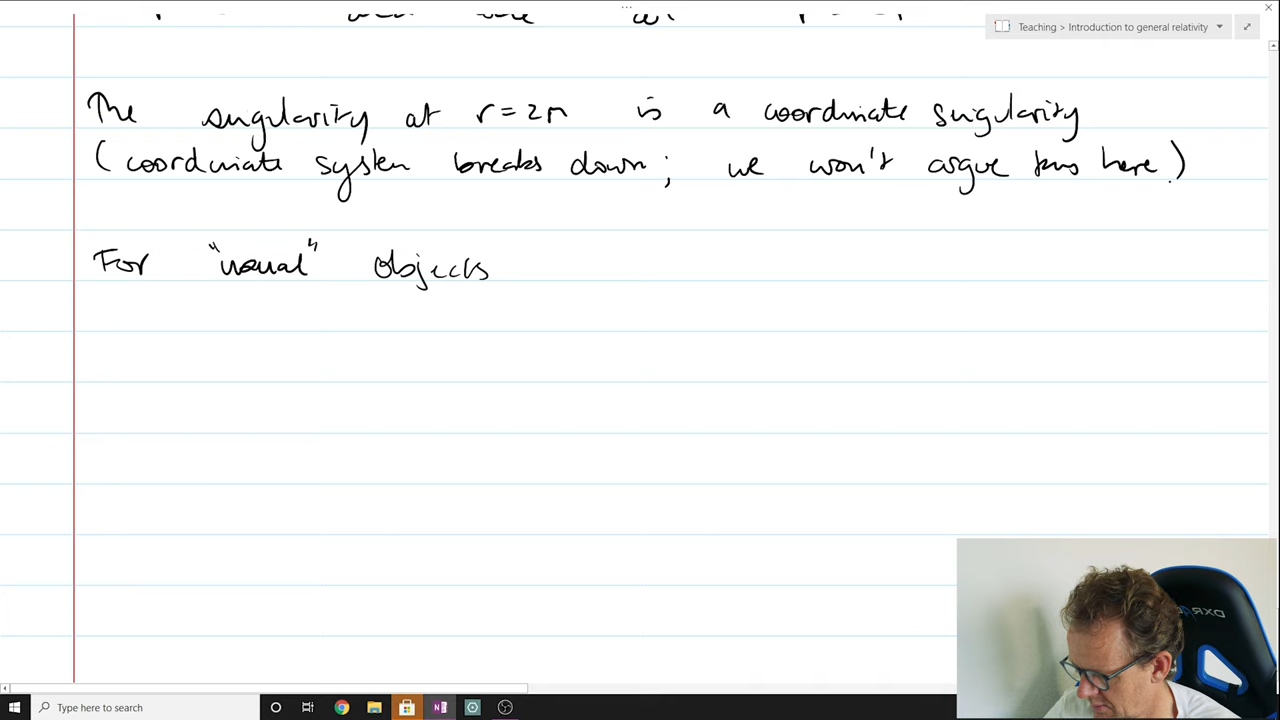 Teaching > Introduction to general relativity
The singularity at r = 2m is a coordinate singularity
(coordinate system breaks down; we won't argue this here.)
For "usual" objects
Type here to search